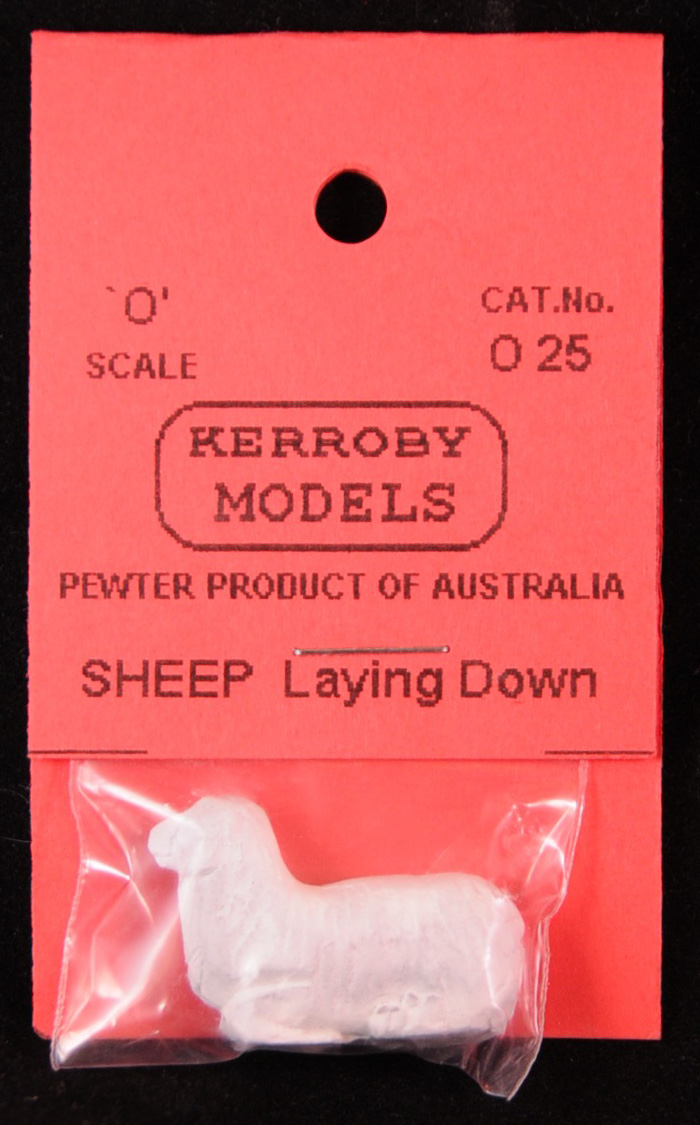 `O'
SCALE
CAT.No.
O 25
KERROBY
MODELS
PEWTER PRODUCT OF AUSTRALIA
SHEEP Laying Down